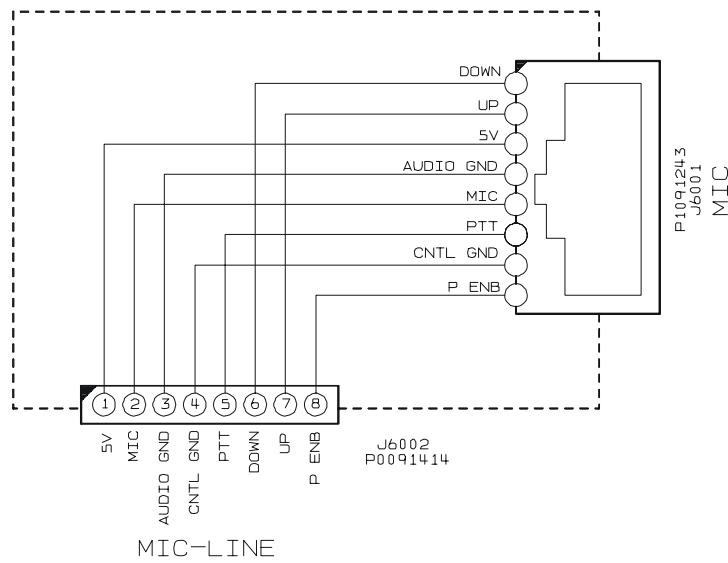 DOWN
UP
5V
AUDIO GND
MIC
PTT
CNTL GND
P ENB
P1091243
J6001
MIC
1 2 3 4 5 6 7 8
5V
MIC
AUDIO GND
CNTL GND
PTT
DOWN
UP
P ENB
J6002
P0091414
MIC-LINE